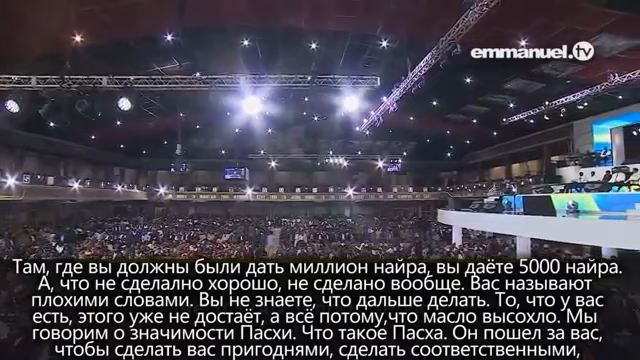 emmanuel.tv
Там, где вы должны были дать миллион найра, вы даёте 5000 найра.
А, что не сделално хорошо, не сделано вообще. Вас называют
плохими словами. Вы не знаете, что дальше делать. То, что у вас
есть, этого уже не достаёт, а всё потому,что масло высохло. Мы
говорим о значимости Пасхи. Что такое Пасха. Он пошел за вас,
чтобы сделать вас пригоднями, сделать соответственными,